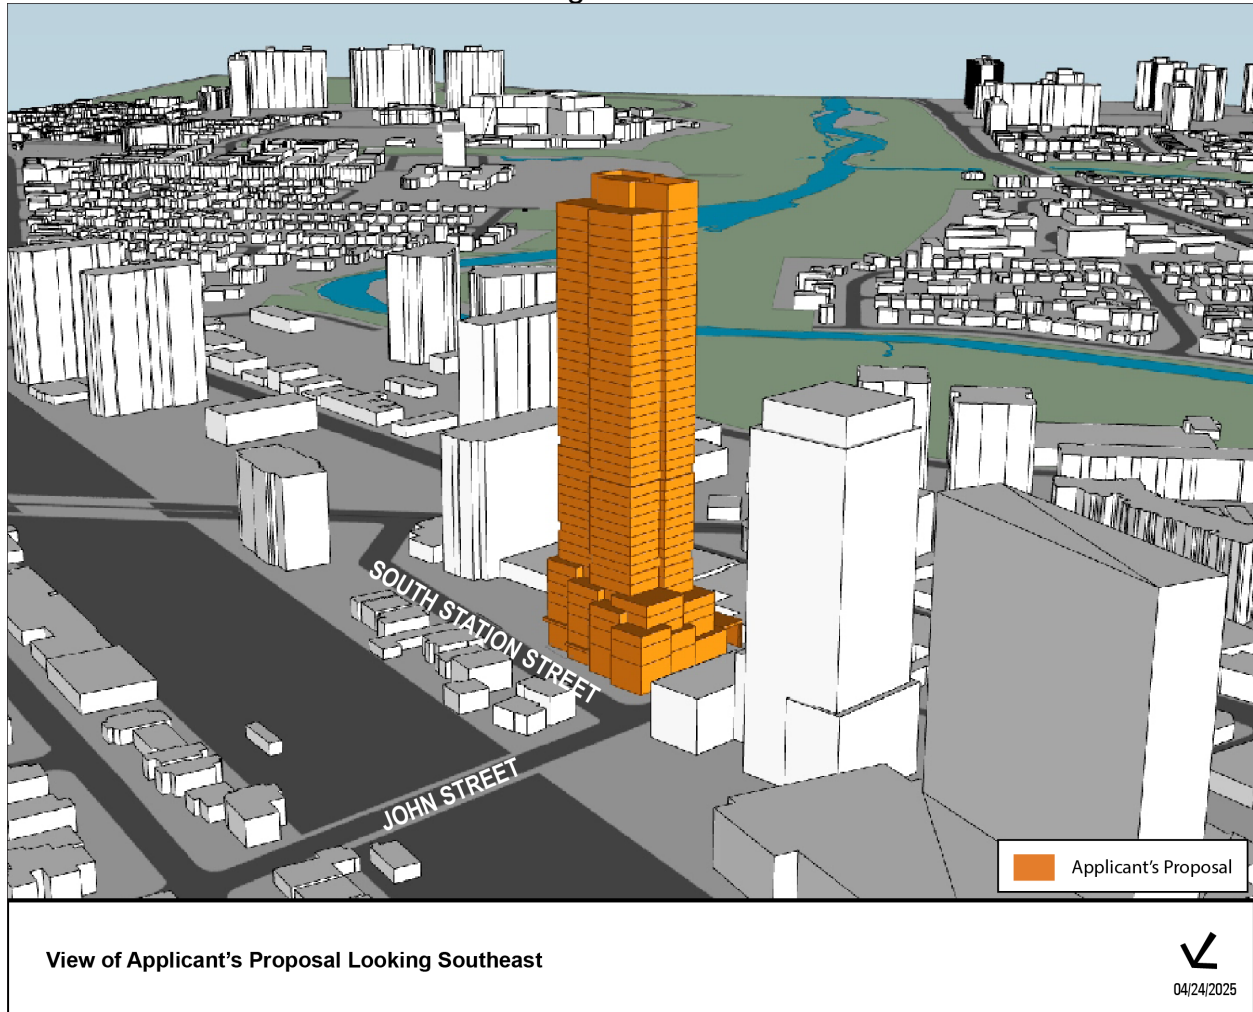 SOUTH STATION STREET
JOHN STREET
Applicant's Proposal
View of Applicant’s Proposal Looking Southeast
04/24/2025